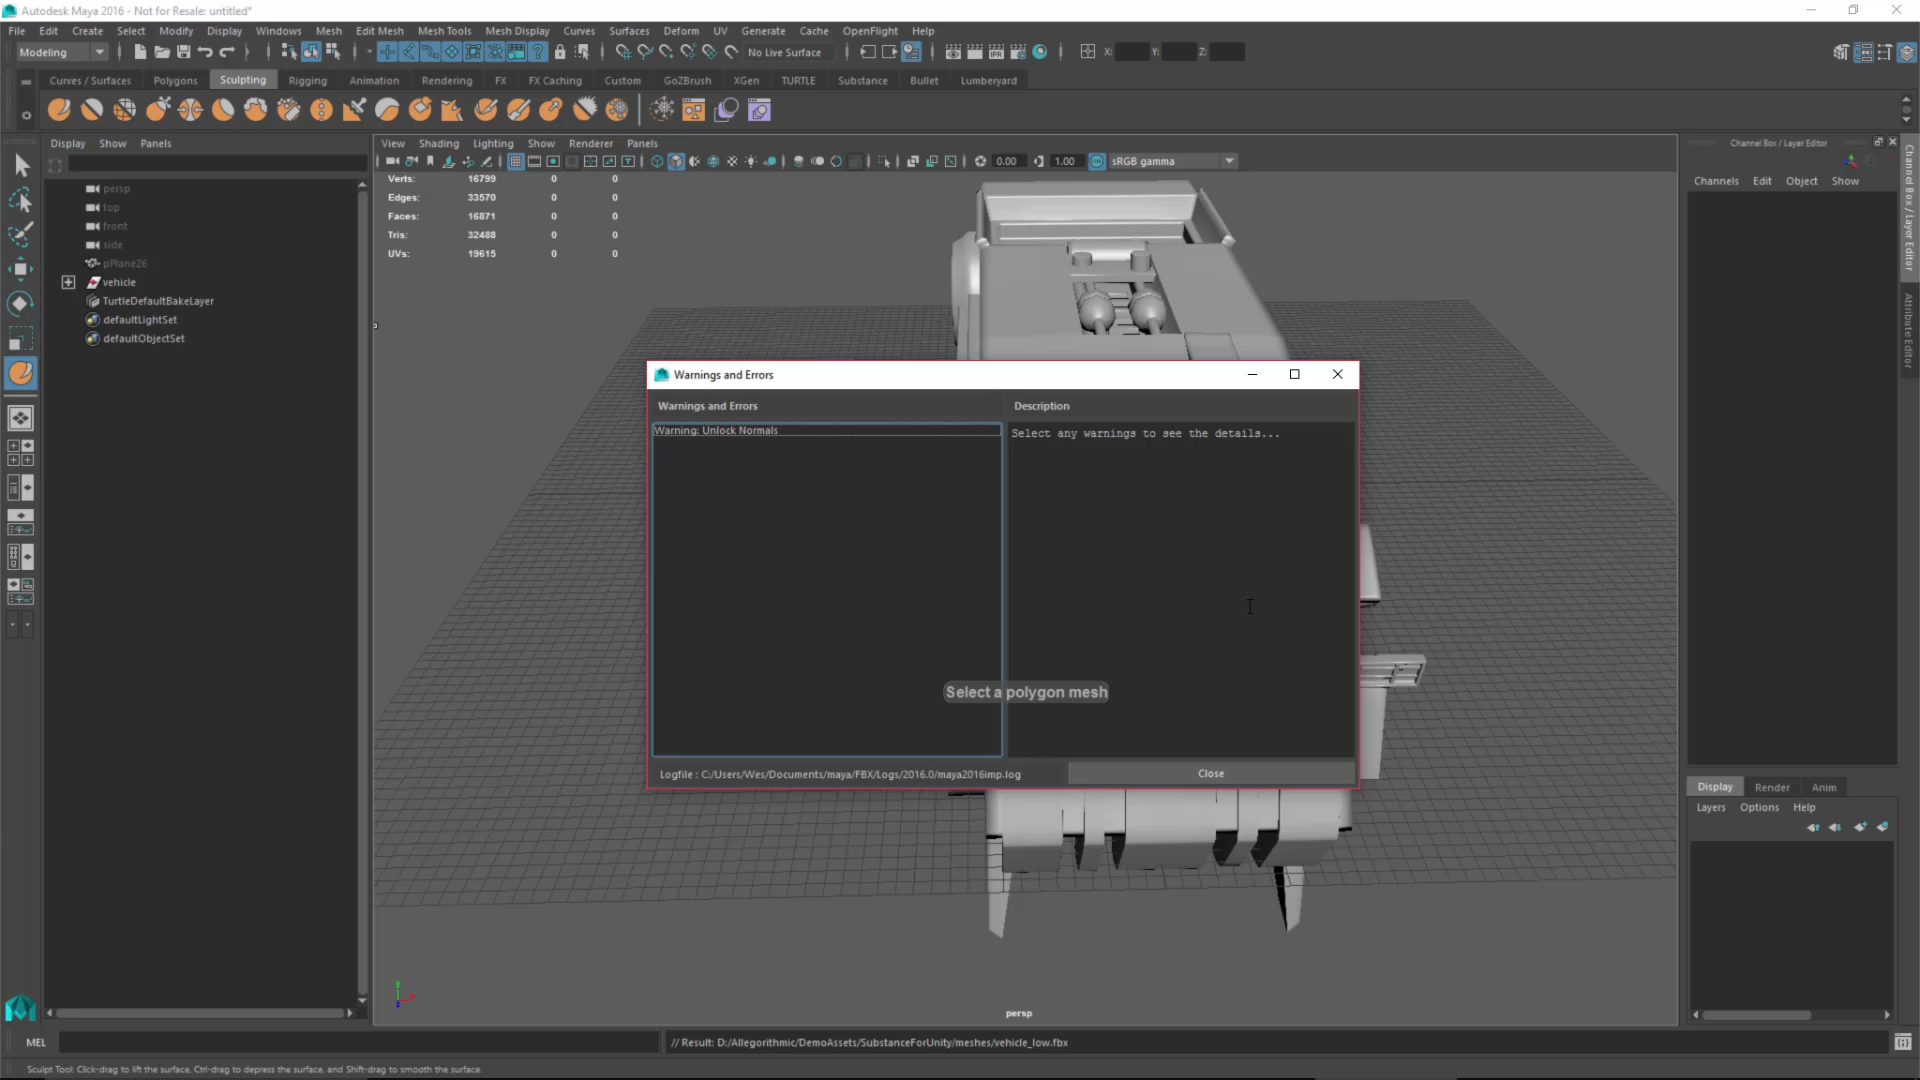 Autodesk Maya 2016 - Not for Resale: untitled*
File Edit Create Select Modify Display Windows Mesh Edit Mesh Mesh Tools Mesh Display Curves Surfaces Deform UV Generate Cache OpenFlight Help
Modeling No Live Surface X: Y: Z:
Curves / Surfaces Polygons Sculpting Rigging Animation Rendering FX FX Caching Custom GoZBrush XGen TURTLE Substance Bullet Lumberyard
Display Show Panels
View Shading Lighting Show Renderer Panels
0.00 1.00 sRGB gamma
Channel Box / Layer Editor
Channels Edit Object Show
Channel Box / Layer Editor
Attribute Editor
persp
top
front
side
pPlane26
vehicle
TurtleDefaultBakeLayer
defaultLightSet
defaultObjectSet
Verts: 16799 0 0
Edges: 33570 0 0
Faces: 16871 0 0
Tris: 32488 0 0
UVs: 19615 0 0
Warnings and Errors
Warnings and Errors Description
Warning: Unlock Normals
Select any warnings to see the details...
Select a polygon mesh
Logfile : C:/Users/Wes/Documents/maya/FBX/Logs/2016.0/maya2016imp.log
Close
Display Render Anim
Layers Options Help
y
persp
MEL
// Result: D:/Allegorithmic/DemoAssets/SubstanceForUnity/meshes/vehicle_low.fbx
Sculpt Tool: Click-drag to lift the surface, Ctrl-drag to depress the surface, and Shift-drag to smooth the surface.